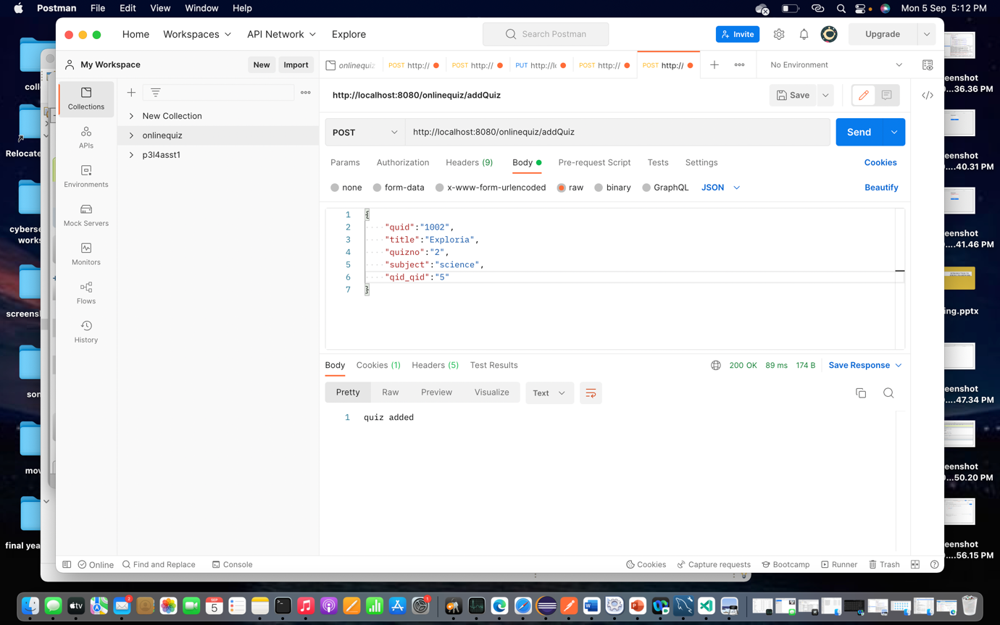 Postman File Edit View Window Help Mon 5 Sep 5:12 PM
Home Workspaces API Network Explore Search Postman Invite Upgrade
My Workspace New Import
onlinequiz POST http:// POST http:// PUT http://lo POST http:// POST http:// No Environment
Collections
APIs
Environments
Mock Servers
Monitors
Flows
History
New Collection
onlinequiz
p3l4asst1
http://localhost:8080/onlinequiz/addQuiz Save
POST http://localhost:8080/onlinequiz/addQuiz Send
Params Authorization Headers (9) Body Pre-request Script Tests Settings Cookies
none form-data x-www-form-urlencoded raw binary GraphQL JSON Beautify
1 {
2 "quid":"1002",
3 "title":"Exploria",
4 "quizno":"2",
5 "subject":"science",
6 "qid_qid":"5"
7 }
Body Cookies (1) Headers (5) Test Results 200 OK 89 ms 174 B Save Response
Pretty Raw Preview Visualize Text
1 quiz added
Online Find and Replace Console Cookies Capture requests Bootcamp Runner Trash
coll
Relocate
cyberse
works
screensh
son
mov
final yea
eenshot
...36.36 PM
eenshot
....40.31 PM
eenshot
...41.46 PM
ing.pptx
eenshot
...47.34 PM
eenshot
...50.20 PM
eenshot
...56.15 PM
tv
2
SEP
5
1